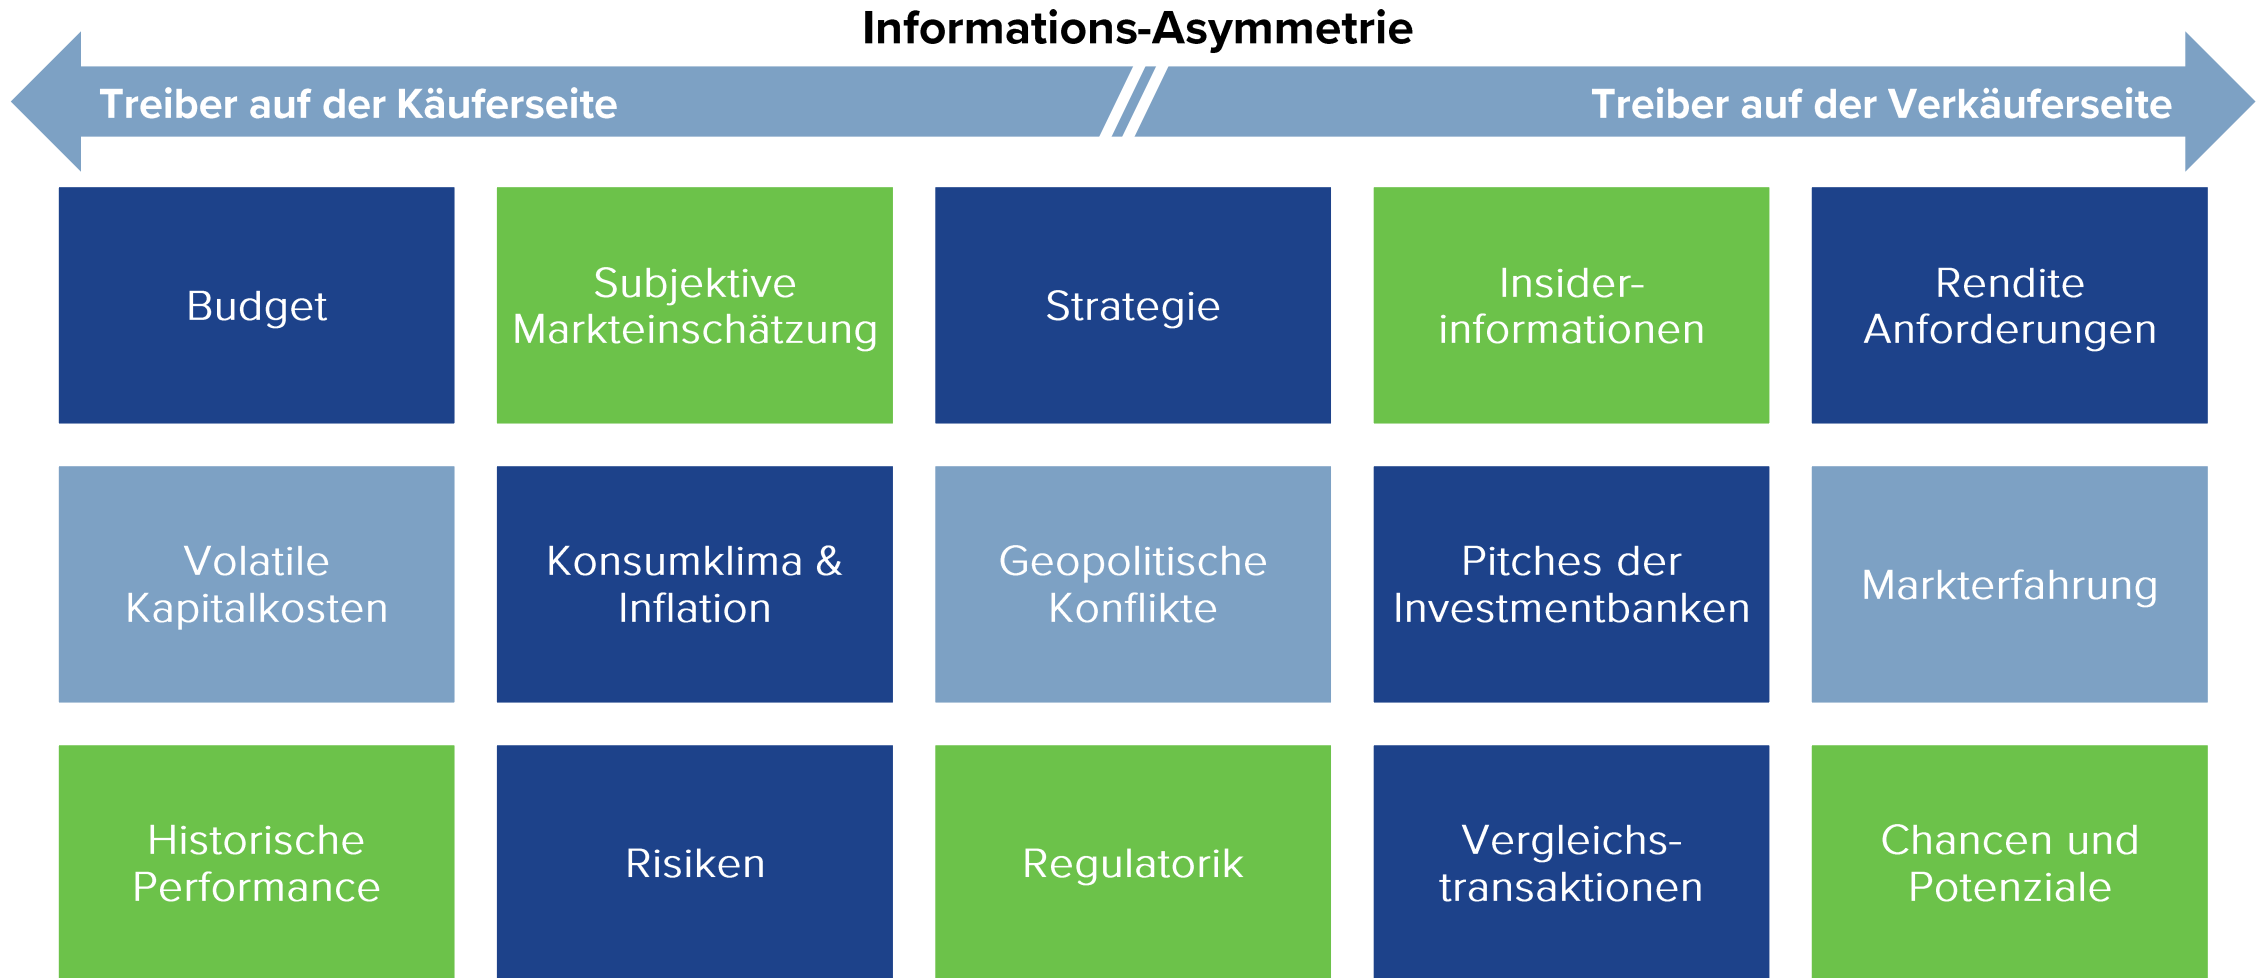 Informations-Asymmetrie
Treiber auf der Käuferseite
Treiber auf der Verkäuferseite
Budget
Subjektive
Markteinschätzung
Strategie
Insider-
informationen
Rendite
Anforderungen
Volatile
Kapitalkosten
Konsumklima &
Inflation
Geopolitische
Konflikte
Pitches der
Investmentbanken
Markterfahrung
Historische
Performance
Risiken
Regulatorik
Vergleichs-
transaktionen
Chancen und
Potenziale